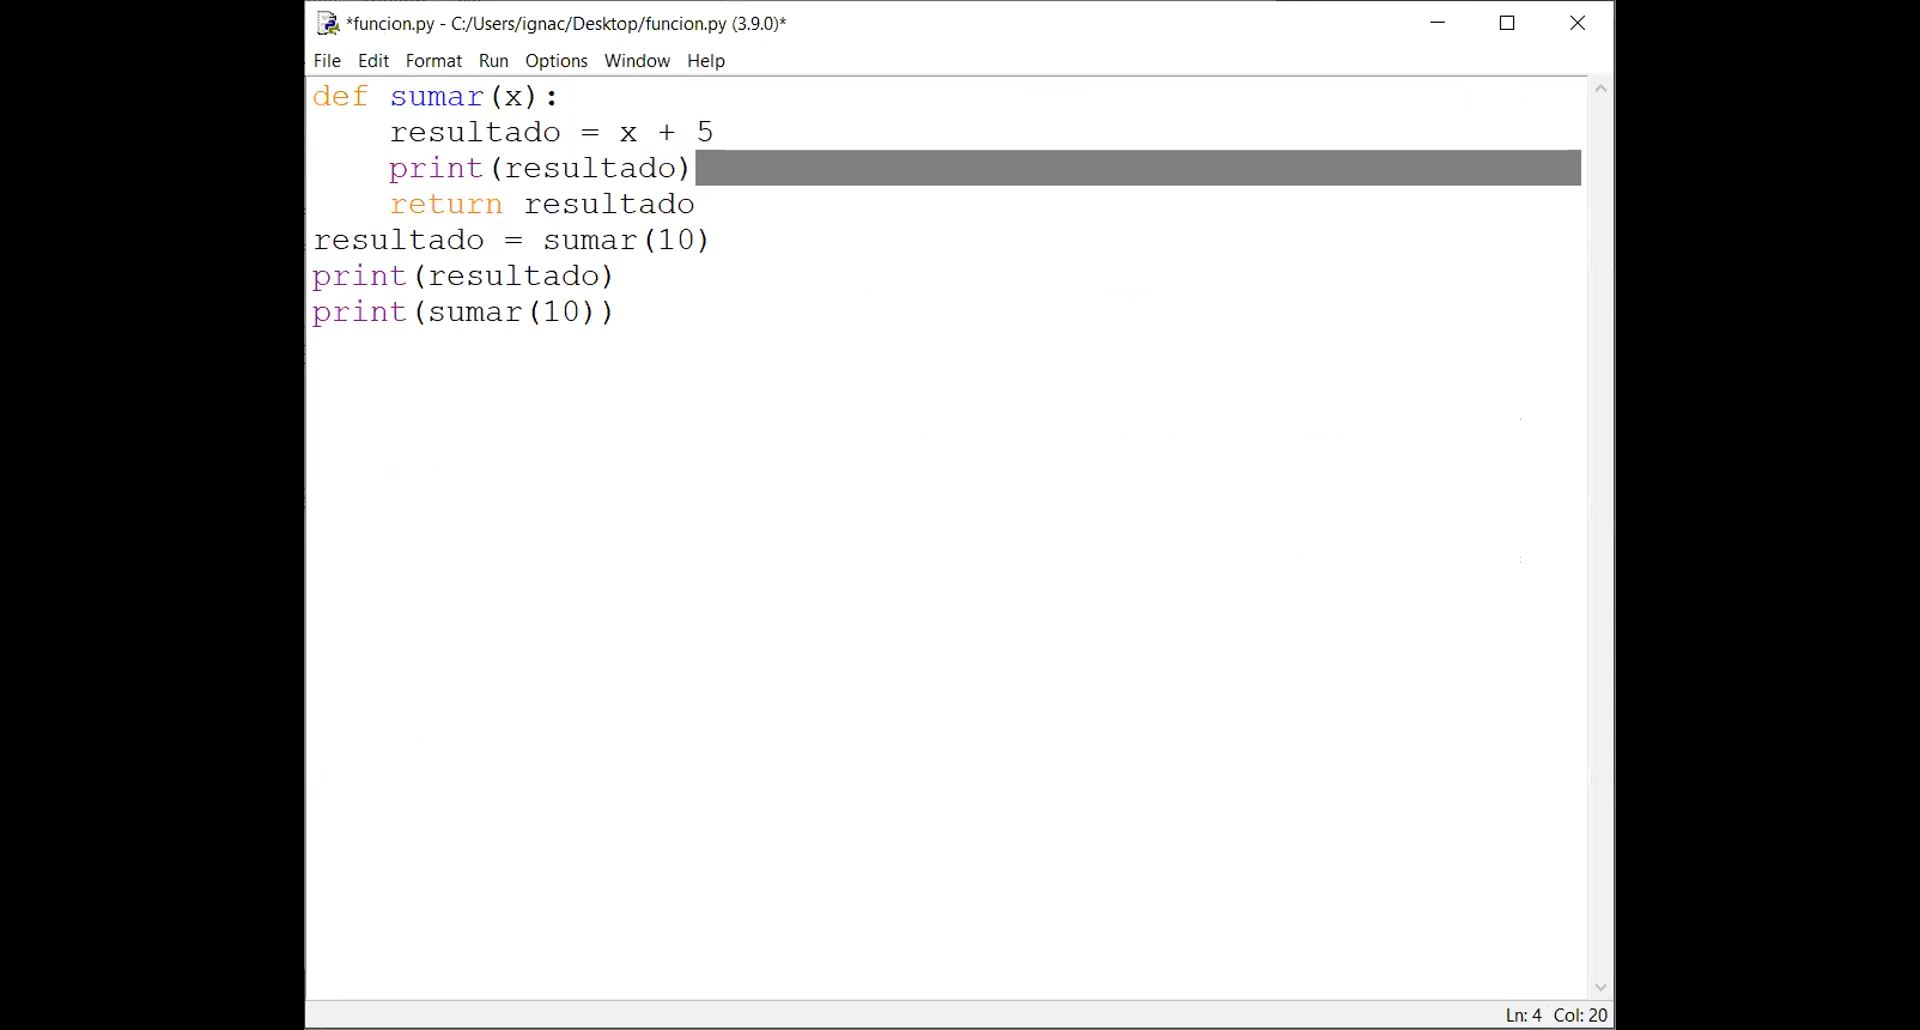 *funcion.py - C:/Users/ignac/Desktop/funcion.py (3.9.0)*
File Edit Format Run Options Window Help
def sumar(x):
    resultado = x + 5
    print(resultado)
    return resultado
resultado = sumar(10)
print(resultado)
print(sumar(10))
Ln: 4 Col: 20